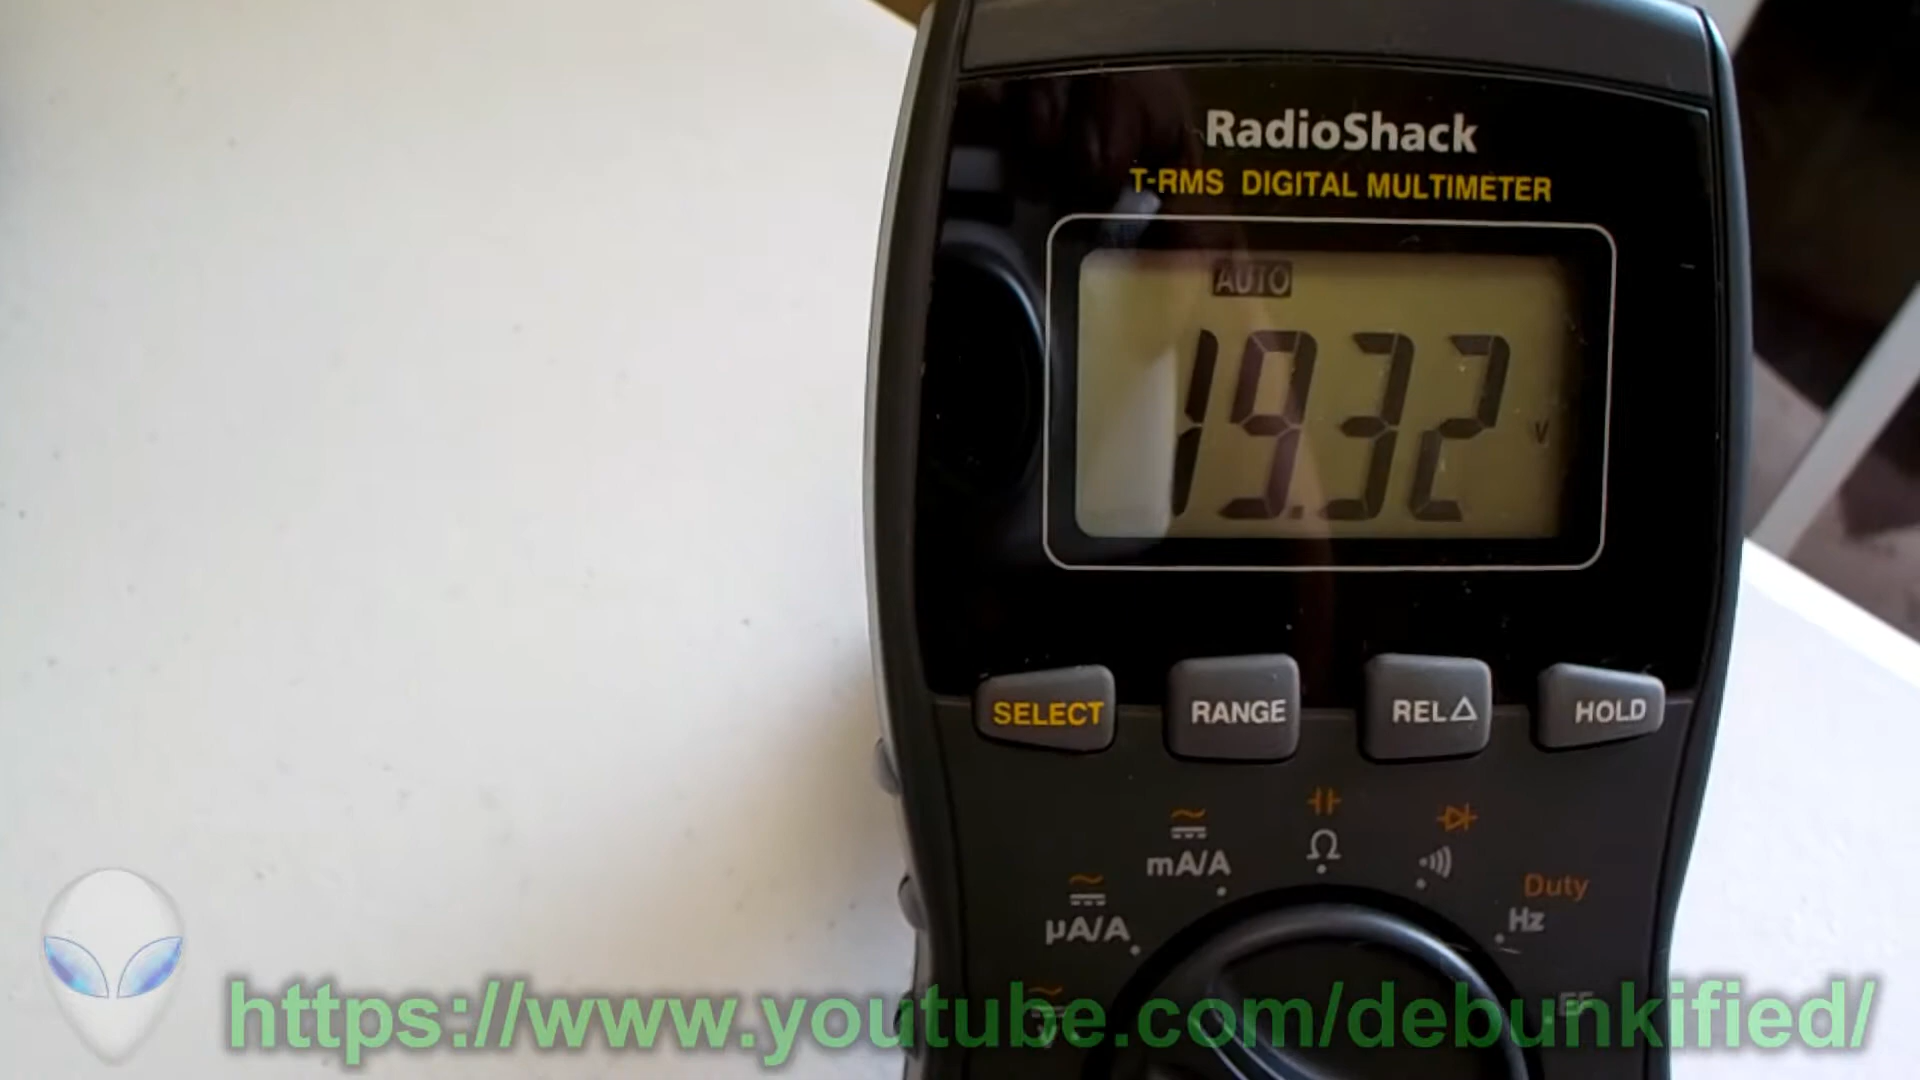 RadioShack
T-RMS DIGITAL MULTIMETER
AUTO
19.32 V
SELECT RANGE REL△ HOLD
mA/A Ω
Duty
µA/A Hz
V EF
https://www.youtube.com/debunkified/